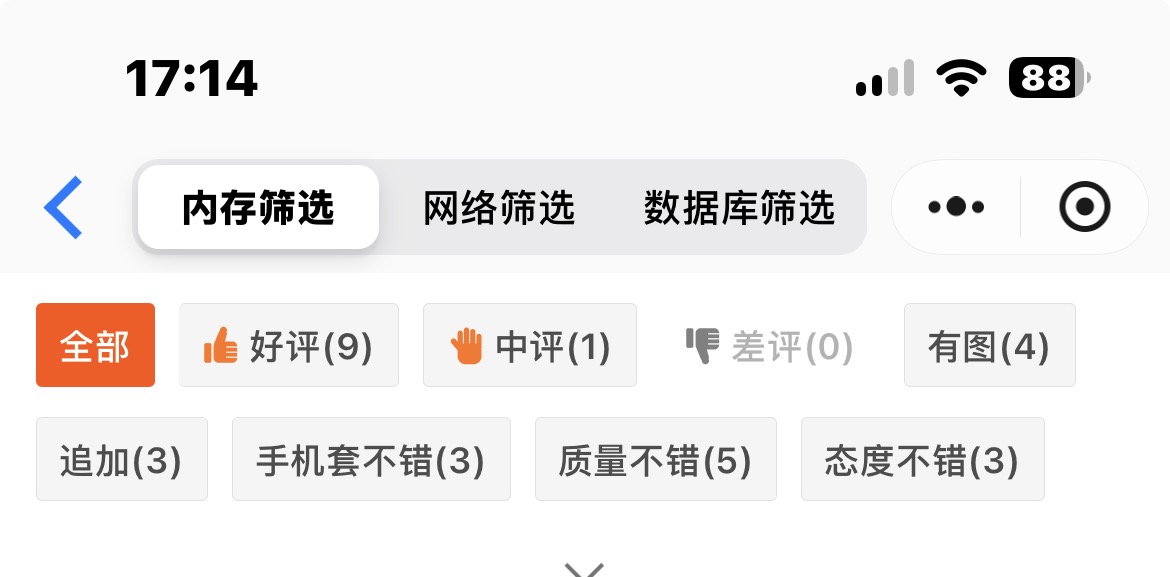 17:14 88
内存筛选 网络筛选 数据库筛选
全部 好评(9) 中评(1) 差评(0) 有图(4)
追加(3) 手机套不错(3) 质量不错(5) 态度不错(3)